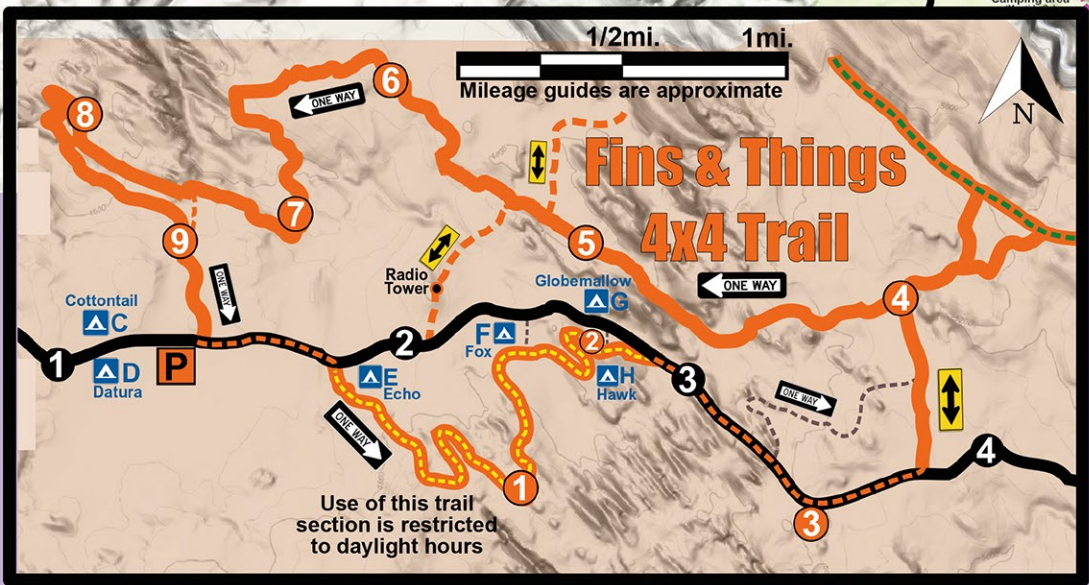 Camping area
1/2mi.
1mi.
Mileage guides are approximate
N
Fins & Things
4x4 Trail
6
ONE WAY
8
7
5
9
ONE WAY
Radio
Tower
Globemallow
G
ONE WAY
4
Cottontail
C
1
D
Datura
P
2
F
Fox
E
Echo
2
H
Hawk
3
ONE WAY
ONE WAY
4
1
3
Use of this trail
section is restricted
to daylight hours